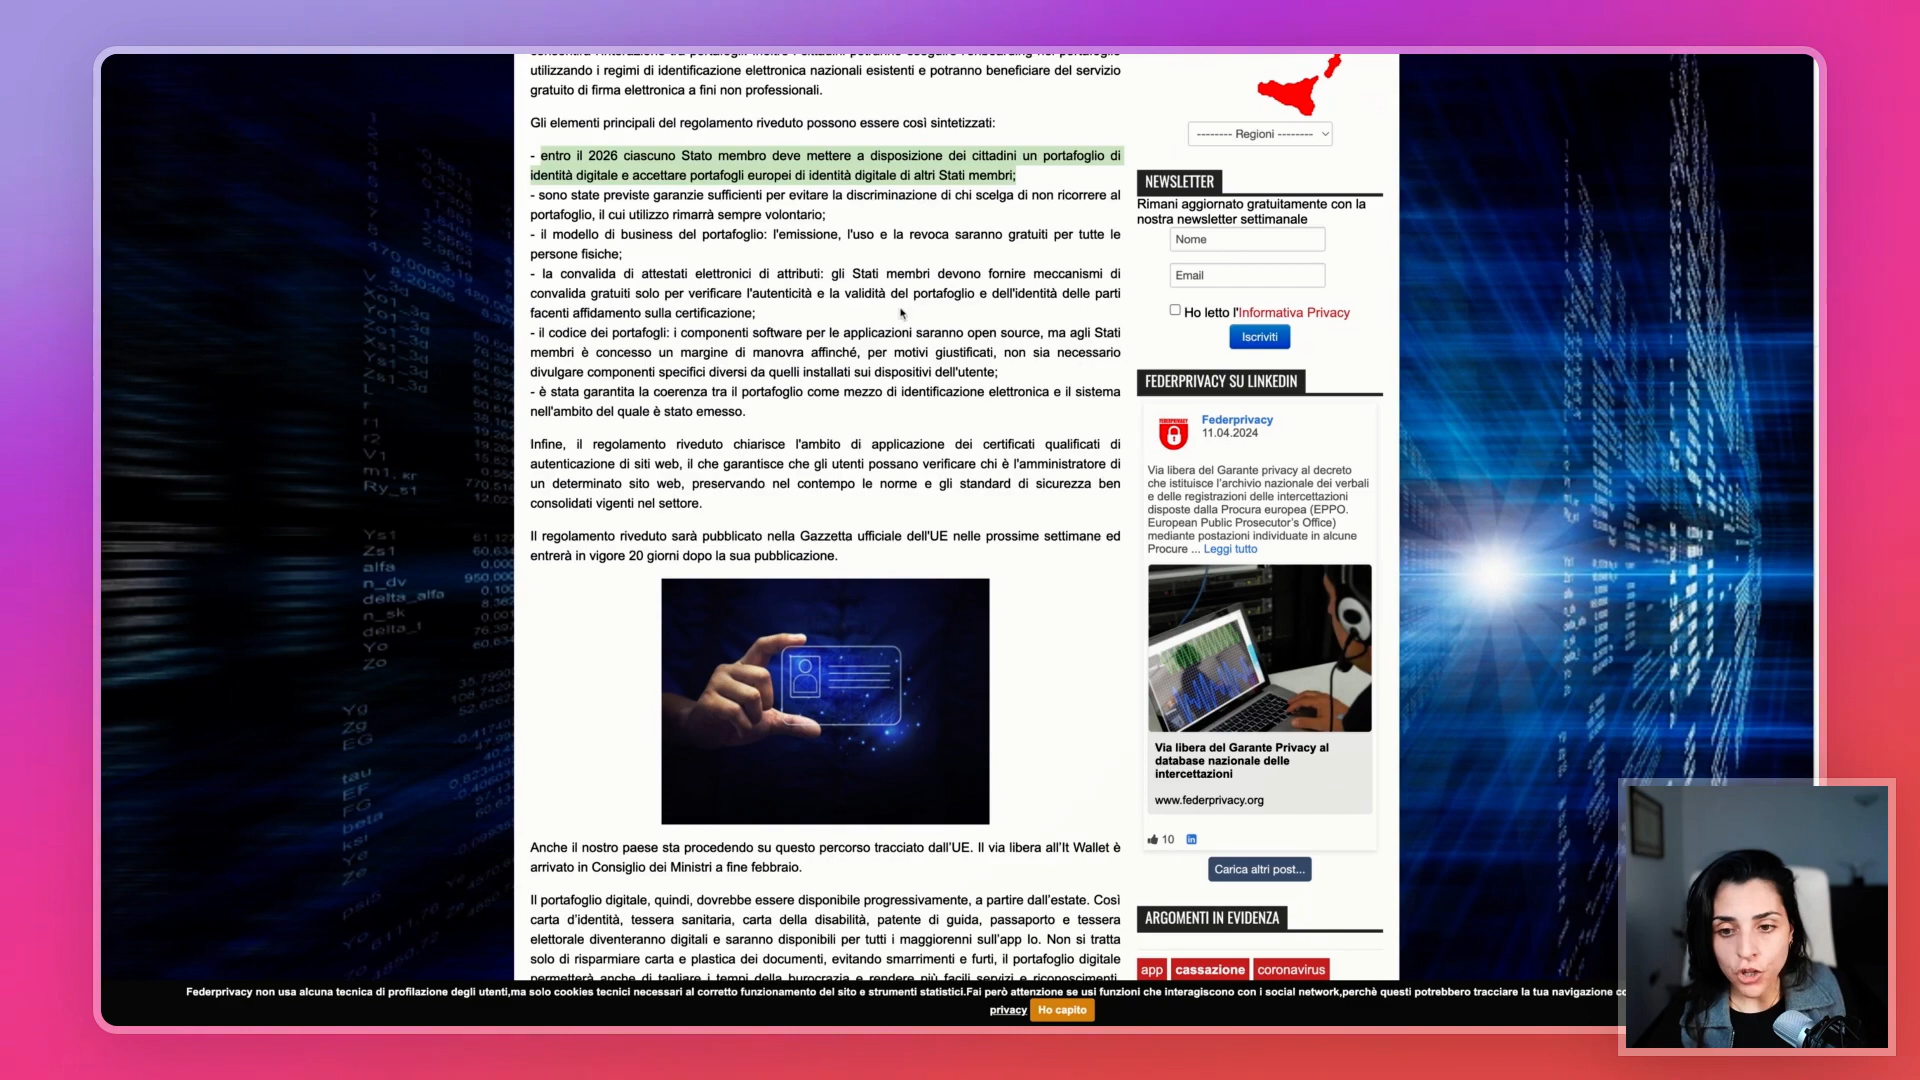 utilizzando i regimi di identificazione elettronica nazionali esistenti e potranno beneficiare del servizio
gratuito di firma elettronica a fini non professionali.
Gli elementi principali del regolamento riveduto possono essere così sintetizzati:
- entro il 2026 ciascuno Stato membro deve mettere a disposizione dei cittadini un portafoglio di
identità digitale e accettare portafogli europei di identità digitale di altri Stati membri;
- sono state previste garanzie sufficienti per evitare la discriminazione di chi scelga di non ricorrere al
portafoglio, il cui utilizzo rimarrà sempre volontario;
- il modello di business del portafoglio: l'emissione, l'uso e la revoca saranno gratuiti per tutte le
persone fisiche;
- la convalida di attestati elettronici di attributi: gli Stati membri devono fornire meccanismi di
convalida gratuiti solo per verificare l'autenticità e la validità del portafoglio e dell'identità delle parti
facenti affidamento sulla certificazione;
- il codice dei portafogli: i componenti software per le applicazioni saranno open source, ma agli Stati
membri è concesso un margine di manovra affinché, per motivi giustificati, non sia necessario
divulgare componenti specifici diversi da quelli installati sui dispositivi dell'utente;
- è stata garantita la coerenza tra il portafoglio come mezzo di identificazione elettronica e il sistema
nell'ambito del quale è stato emesso.
Infine, il regolamento riveduto chiarisce l'ambito di applicazione dei certificati qualificati di
autenticazione di siti web, il che garantisce che gli utenti possano verificare chi è l'amministratore di
un determinato sito web, preservando nel contempo le norme e gli standard di sicurezza ben
consolidati vigenti nel settore.
Il regolamento riveduto sarà pubblicato nella Gazzetta ufficiale dell'UE nelle prossime settimane ed
entrerà in vigore 20 giorni dopo la sua pubblicazione.
Anche il nostro paese sta procedendo su questo percorso tracciato dall'UE. Il via libera all'It Wallet è
arrivato in Consiglio dei Ministri a fine febbraio.
Il portafoglio digitale, quindi, dovrebbe essere disponibile progressivamente, a partire dall'estate. Così
carta d'identità, tessera sanitaria, carta della disabilità, patente di guida, passaporto e tessera
elettorale diventeranno digitali e saranno disponibili per tutti i maggiorenni sull'app Io. Non si tratta
solo di risparmiare carta e plastica dei documenti, evitando smarrimenti e furti, il portafoglio digitale
permetterà anche di tagliare i tempi della burocrazia e rendere più facili servizi e riconoscimenti.
-------- Regioni --------
NEWSLETTER
Rimani aggiornato gratuitamente con la
nostra newsletter settimanale
Nome
Email
Ho letto l'Informativa Privacy
Iscriviti
FEDERPRIVACY SU LINKEDIN
Federprivacy
11.04.2024
Via libera del Garante privacy al decreto
che istituisce l'archivio nazionale dei verbali
e delle registrazioni delle intercettazioni
disposte dalla Procura europea (EPPO.
European Public Prosecutor's Office)
mediante postazioni individuate in alcune
Procure ... Leggi tutto
Via libera del Garante Privacy al
database nazionale delle
intercettazioni
www.federprivacy.org
10
Carica altri post...
ARGOMENTI IN EVIDENZA
app cassazione coronavirus
Federprivacy non usa alcuna tecnica di profilazione degli utenti,ma solo cookies tecnici necessari al corretto funzionamento del sito e strumenti statistici.Fai però attenzione se usi funzioni che interagiscono con i social network,perchè questi potrebbero tracciare la tua navigazione
privacy Ho capito